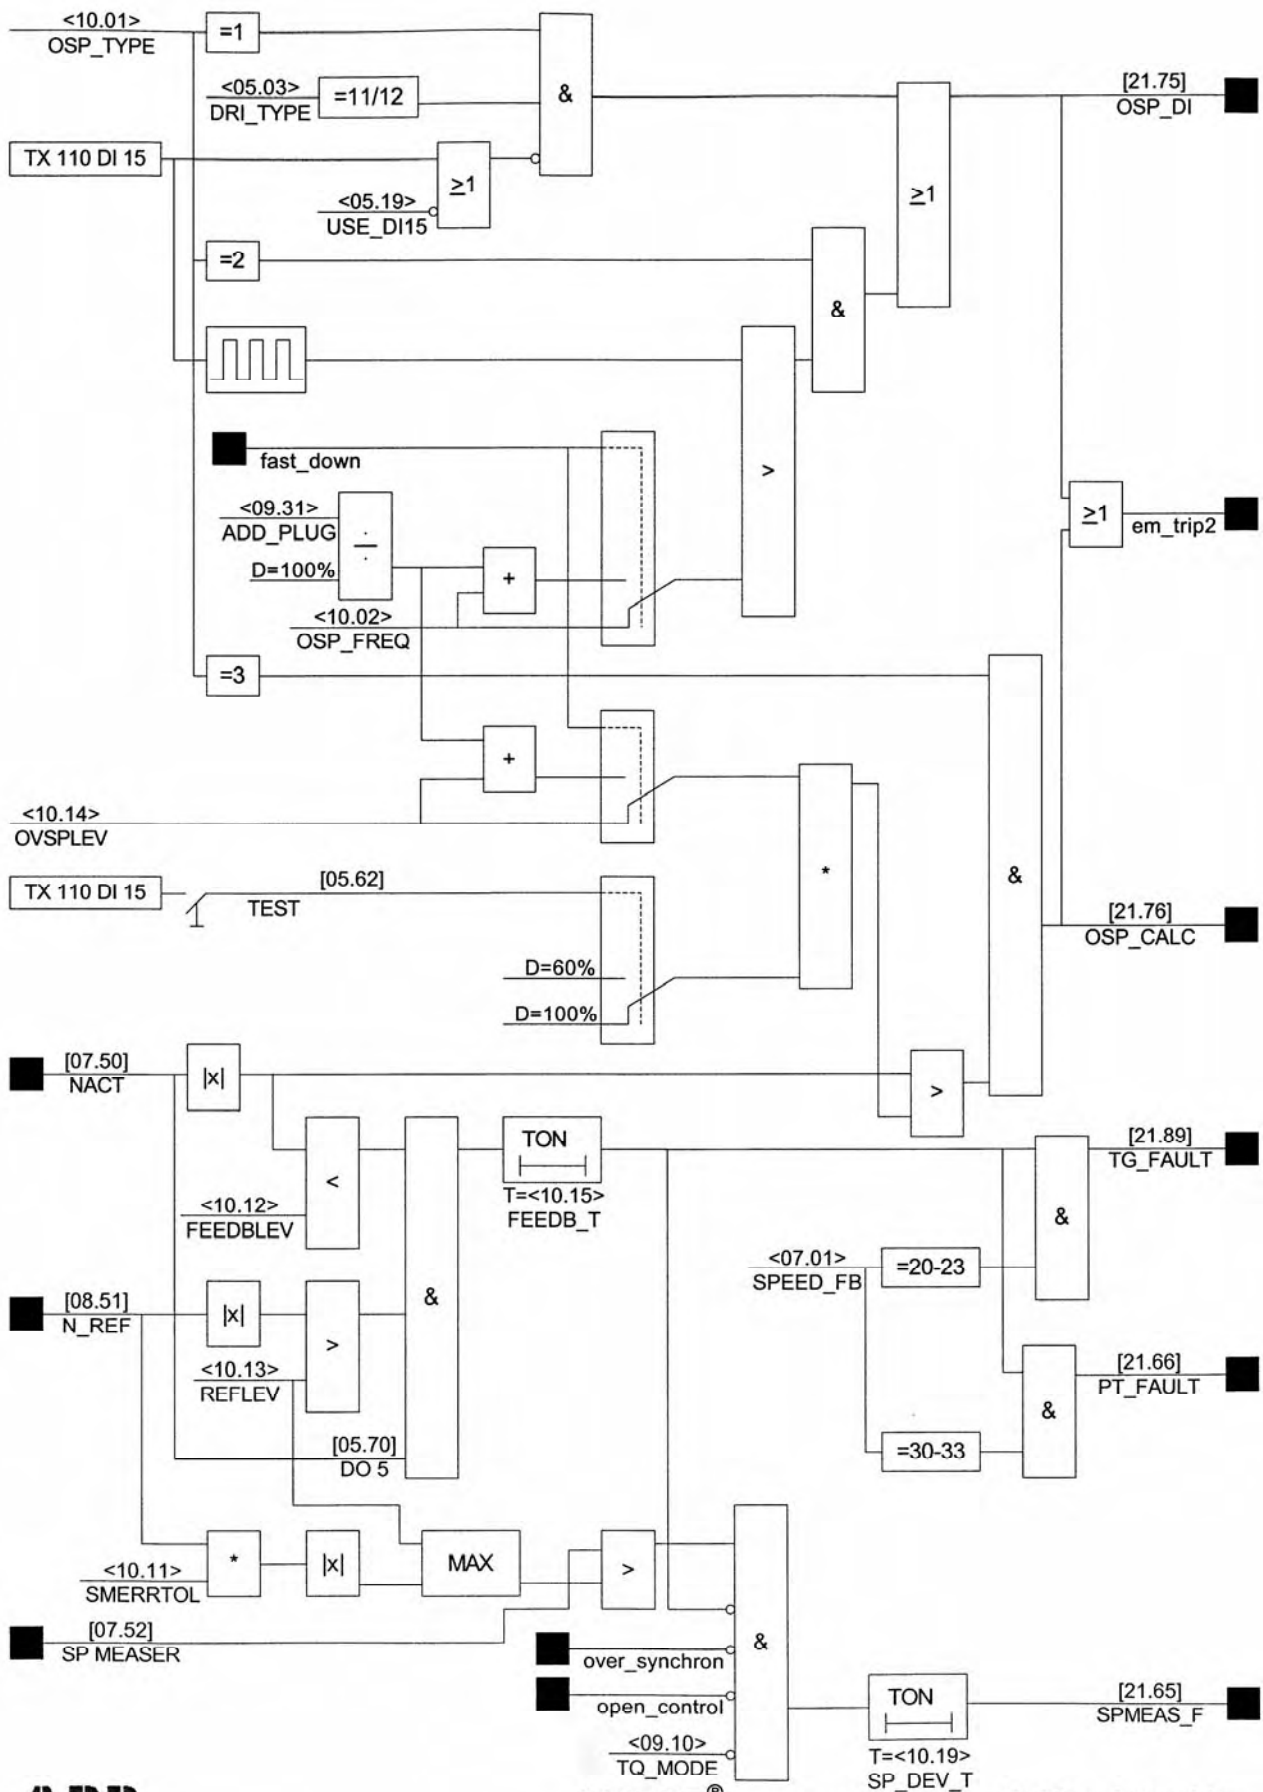 <10.01>
OSP_TYPE
=1
&
<05.03>
DRI_TYPE
=11/12
[21.75]
OSP_DI
TX 110 DI 15
≥1
<05.19>
USE_DI15
≥1
=2
&
fast_down
>
<09.31>
ADD_PLUG
÷
D=100%
+
<10.02>
OSP_FREQ
≥1
em_trip2
=3
+
<10.14>
OVSPLEV
*
&
TX 110 DI 15
[05.62]
TEST
D=60%
D=100%
[21.76]
OSP_CALC
[07.50]
NACT
|x|
>
TON
T=<10.15>
FEEDB_T
<
<10.12>
FEEDBLEV
[21.89]
TG_FAULT
&
<07.01>
SPEED_FB
=20-23
[08.51]
N_REF
|x|
>
&
<10.13>
REFLEV
[21.66]
PT_FAULT
&
=30-33
[05.70]
DO 5
*
|x|
MAX
>
<10.11>
SMERRTOL
[07.52]
SP MEASER
over_synchron
&
open_control
TON
[21.65]
SPMEAS_F
<09.10>
TQ_MODE
T=<10.19>
SP_DEV_T
®